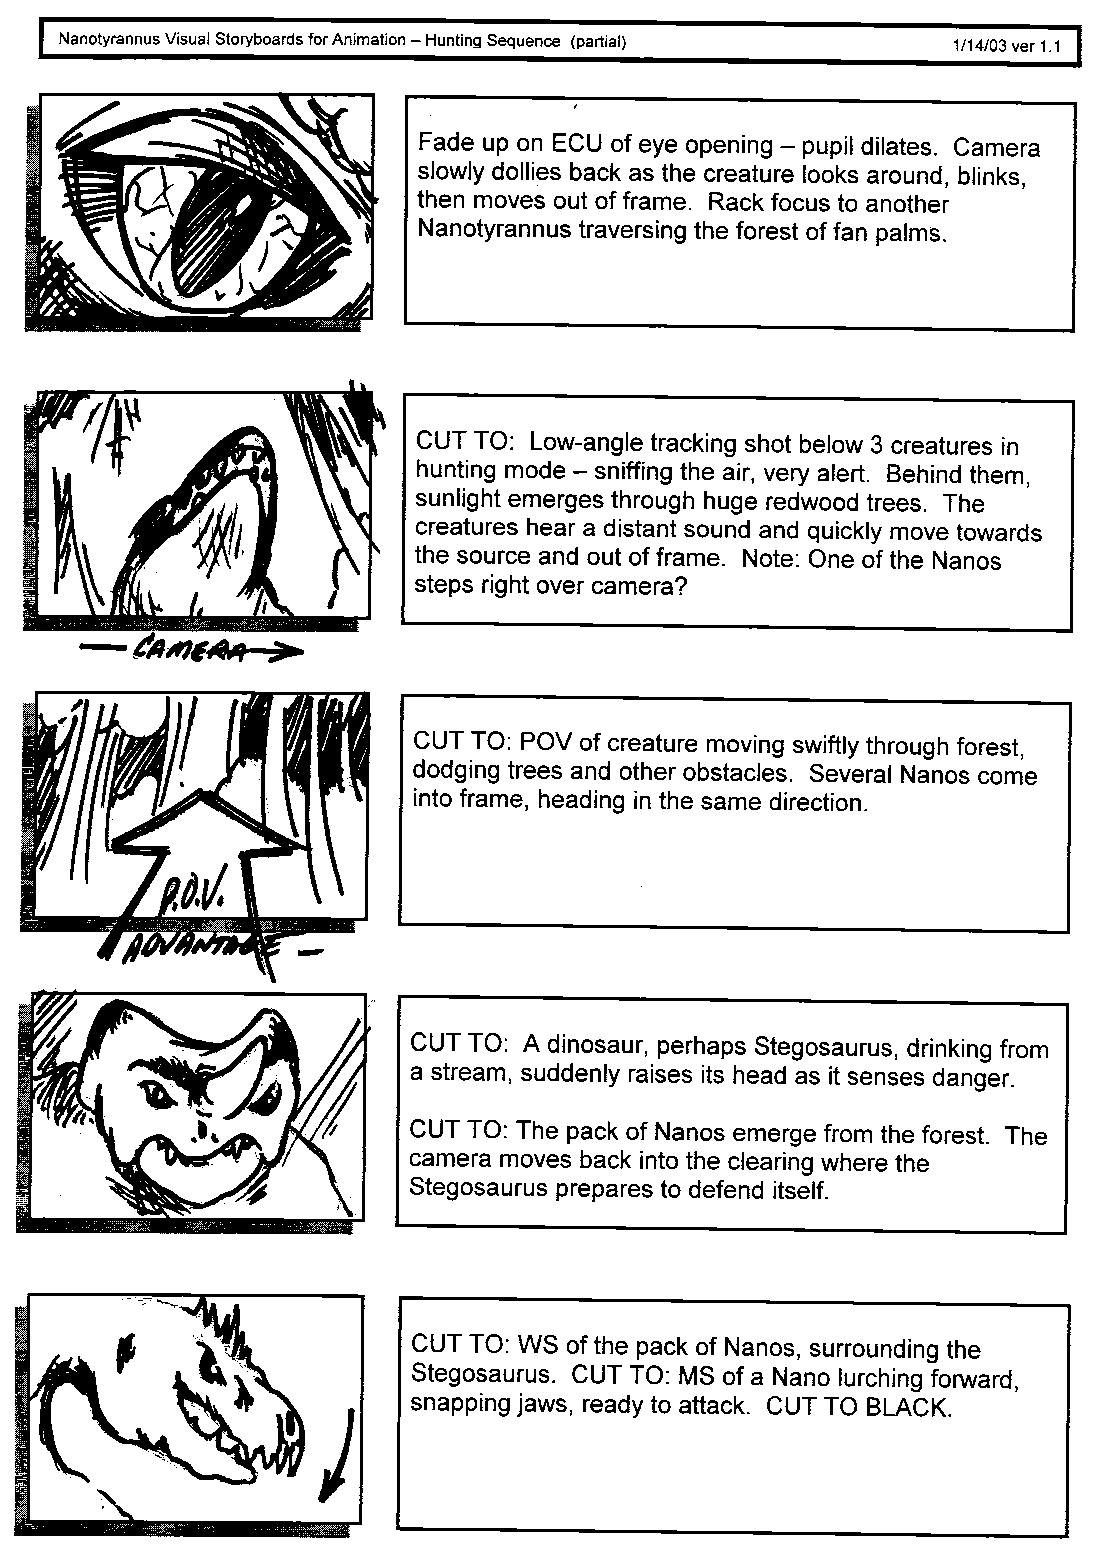 Nanotyrannus Visual Storyboards for Animation – Hunting Sequence (partial)
1/14/03 ver 1.1
Fade up on ECU of eye opening – pupil dilates. Camera
slowly dollies back as the creature looks around, blinks,
then moves out of frame. Rack focus to another
Nanotyrannus traversing the forest of fan palms.
CUT TO: Low-angle tracking shot below 3 creatures in
hunting mode – sniffing the air, very alert. Behind them,
sunlight emerges through huge redwood trees. The
creatures hear a distant sound and quickly move towards
the source and out of frame. Note: One of the Nanos
steps right over camera?
CAMERA
CUT TO: POV of creature moving swiftly through forest,
dodging trees and other obstacles. Several Nanos come
into frame, heading in the same direction.
P.O.V.
ADVANTAGE –
CUT TO: A dinosaur, perhaps Stegosaurus, drinking from
a stream, suddenly raises its head as it senses danger.
CUT TO: The pack of Nanos emerge from the forest. The
camera moves back into the clearing where the
Stegosaurus prepares to defend itself.
CUT TO: WS of the pack of Nanos, surrounding the
Stegosaurus. CUT TO: MS of a Nano lurching forward,
snapping jaws, ready to attack. CUT TO BLACK.